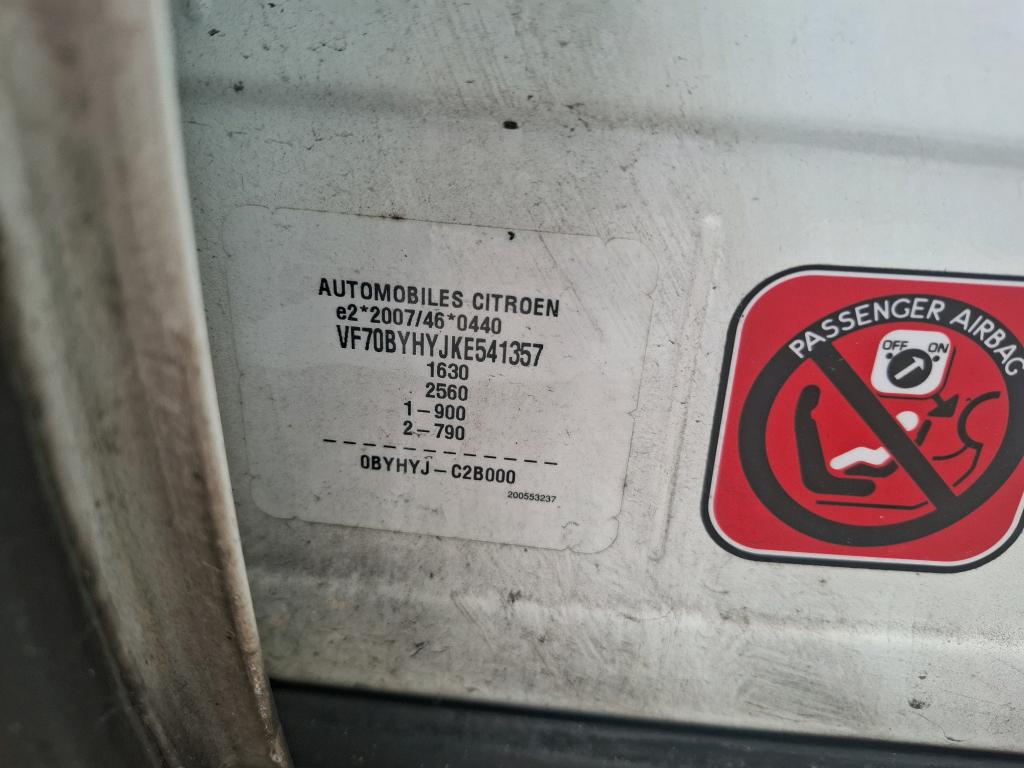 AUTOMOBILES CITROEN
e2*2007/46*0440
VF70BYHYJKE541357
1630
2560
1–900
2–790
0BYHYJ–C2B000
200553237
PASSENGER AIRBAG
OFF ON